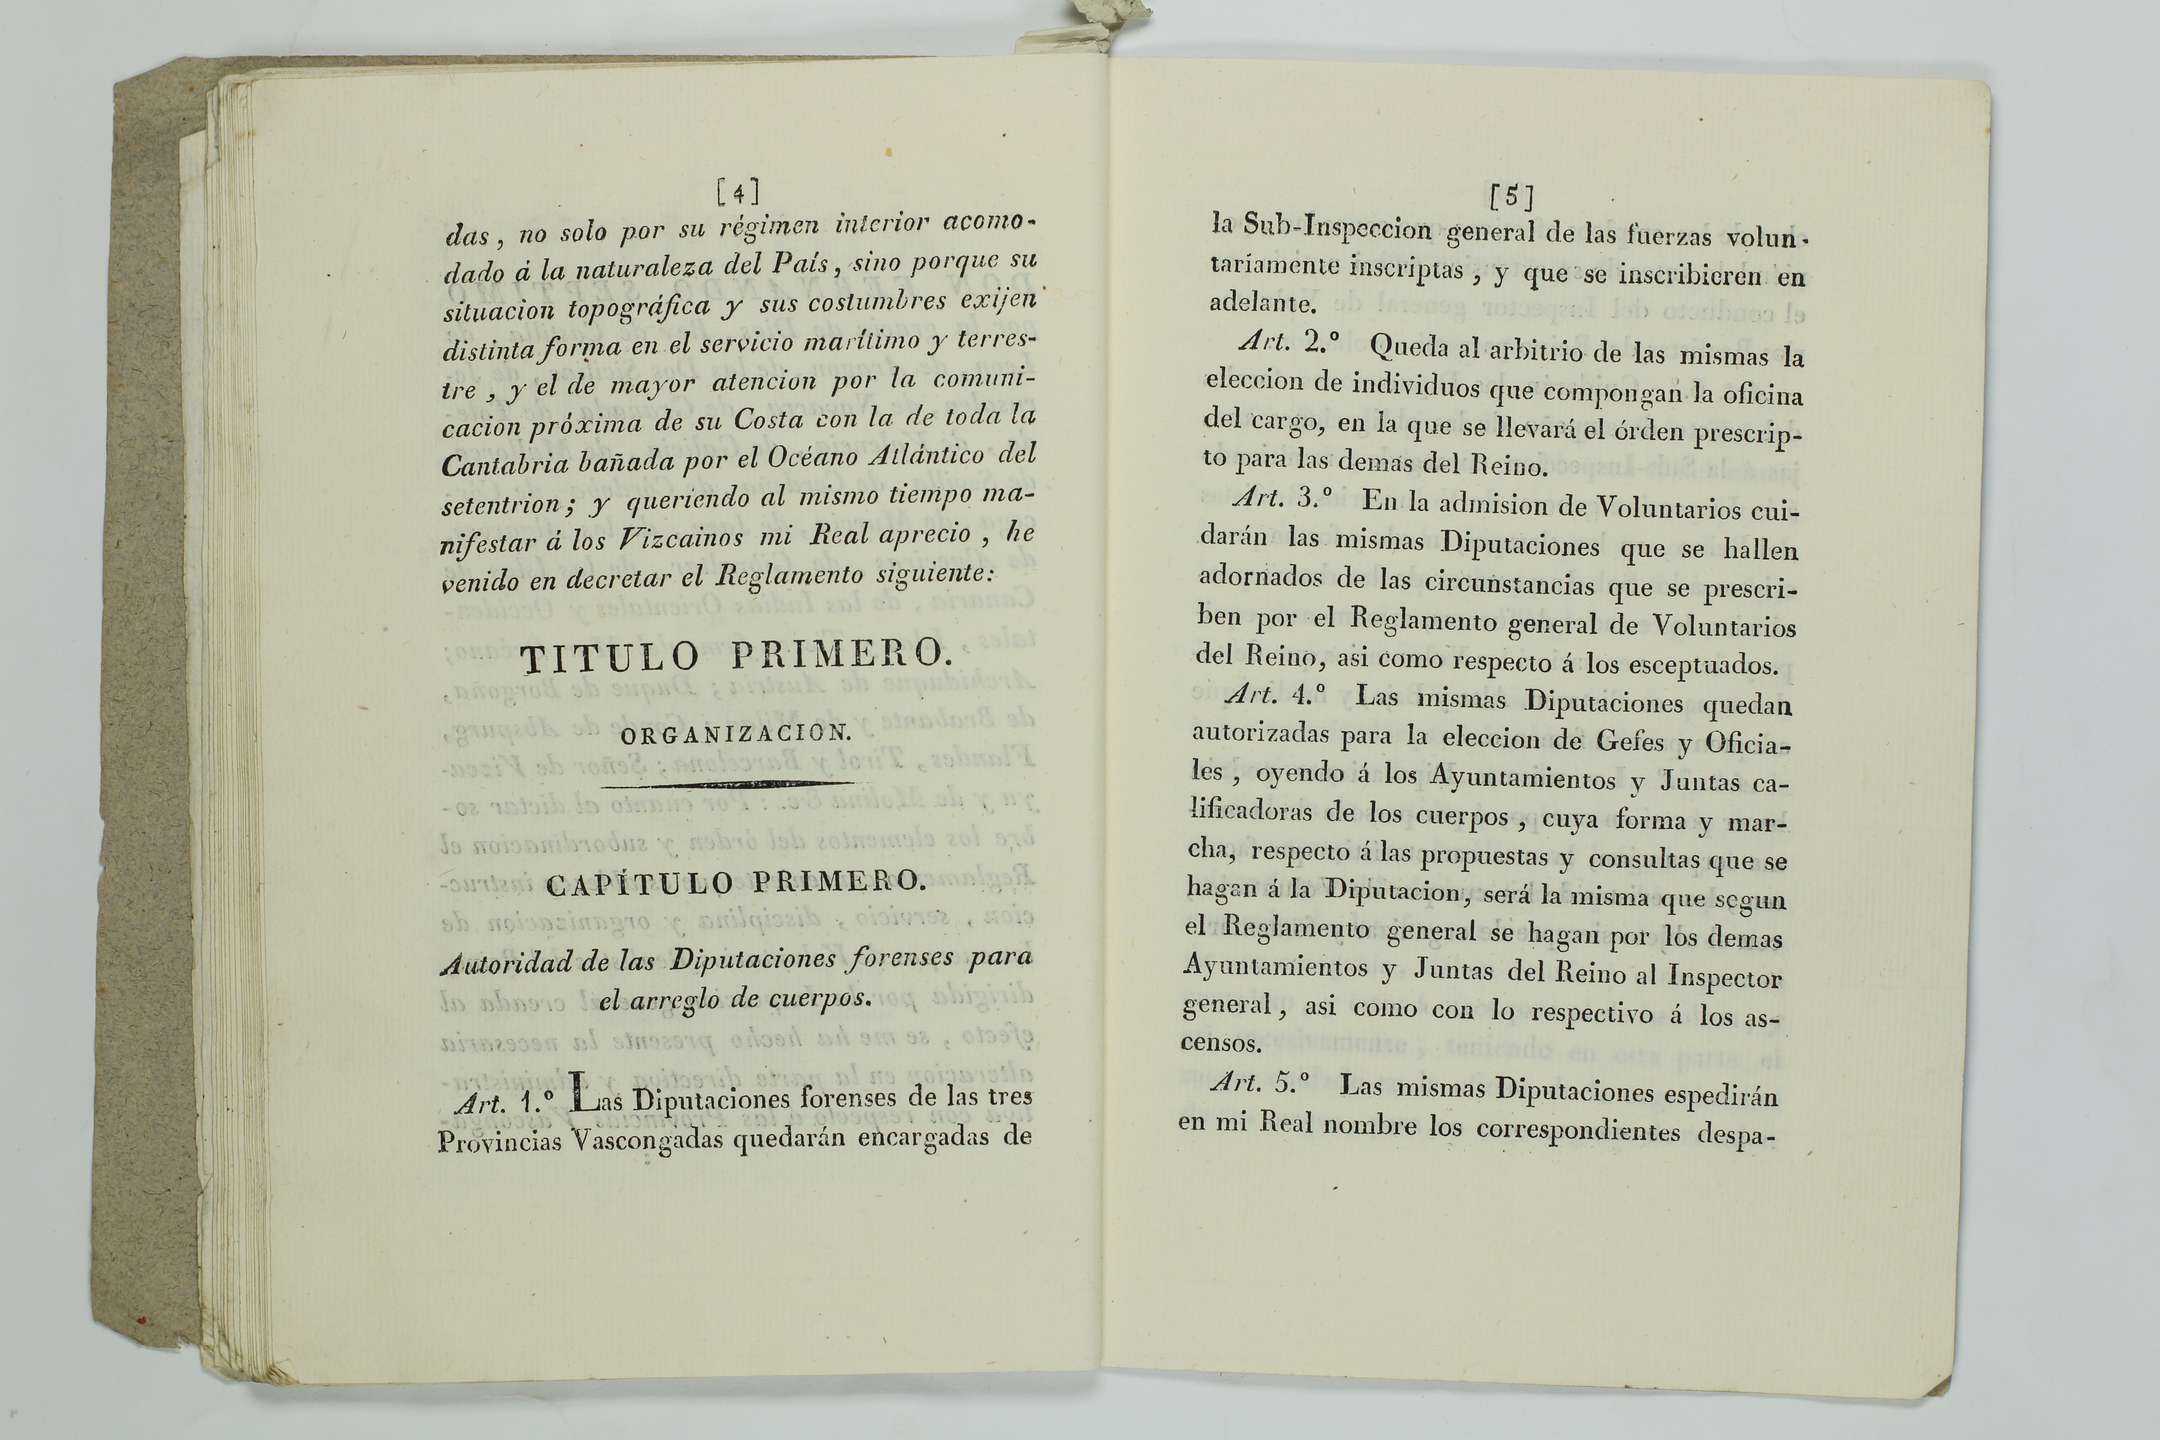 [4]
das, no solo por su régimen interior acomo-
dado á la naturaleza del País, sino porque su
situacion topográfica y sus costumbres exijen
distinta forma en el servicio marítimo y terres-
tre, y el de mayor atencion por la comuni-
cacion próxima de su Costa con la de toda la
Cantabria bañada por el Océano Atlántico del
setentrion; y queriendo al mismo tiempo ma-
nifestar á los Vizcainos mi Real aprecio, he
venido en decretar el Reglamento siguiente:
TITULO PRIMERO.
ORGANIZACION.
CAPÍTULO PRIMERO.
Autoridad de las Diputaciones forenses para
el arreglo de cuerpos.
Art. 1.º Las Diputaciones forenses de las tres
Provincias Vascongadas quedarán encargadas de
[5]
la Sub-Inspeccion general de las fuerzas volun-
tariamente inscriptas, y que se inscribieren en
adelante.
Art. 2.º Queda al arbitrio de las mismas la
eleccion de individuos que compongan la oficina
del cargo, en la que se llevará el órden prescrip-
to para las demas del Reino.
Art. 3.º En la admision de Voluntarios cui-
darán las mismas Diputaciones que se hallen
adornados de las circunstancias que se prescri-
ben por el Reglamento general de Voluntarios
del Reino, asi como respecto á los esceptuados.
Art. 4.º Las mismas Diputaciones quedan
autorizadas para la eleccion de Gefes y Oficia-
les, oyendo á los Ayuntamientos y Juntas ca-
lificadoras de los cuerpos, cuya forma y mar-
cha, respecto á las propuestas y consultas que se
hagan á la Diputacion, será la misma que segun
el Reglamento general se hagan por los demas
Ayuntamientos y Juntas del Reino al Inspector
general, asi como con lo respectivo á los as-
censos.
Art. 5.º Las mismas Diputaciones espedirán
en mi Real nombre los correspondientes despa-